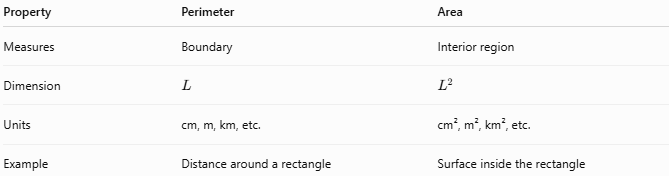 Property Perimeter Area
Measures Boundary Interior region
Dimension L L²
Units cm, m, km, etc. cm², m², km², etc.
Example Distance around a rectangle Surface inside the rectangle